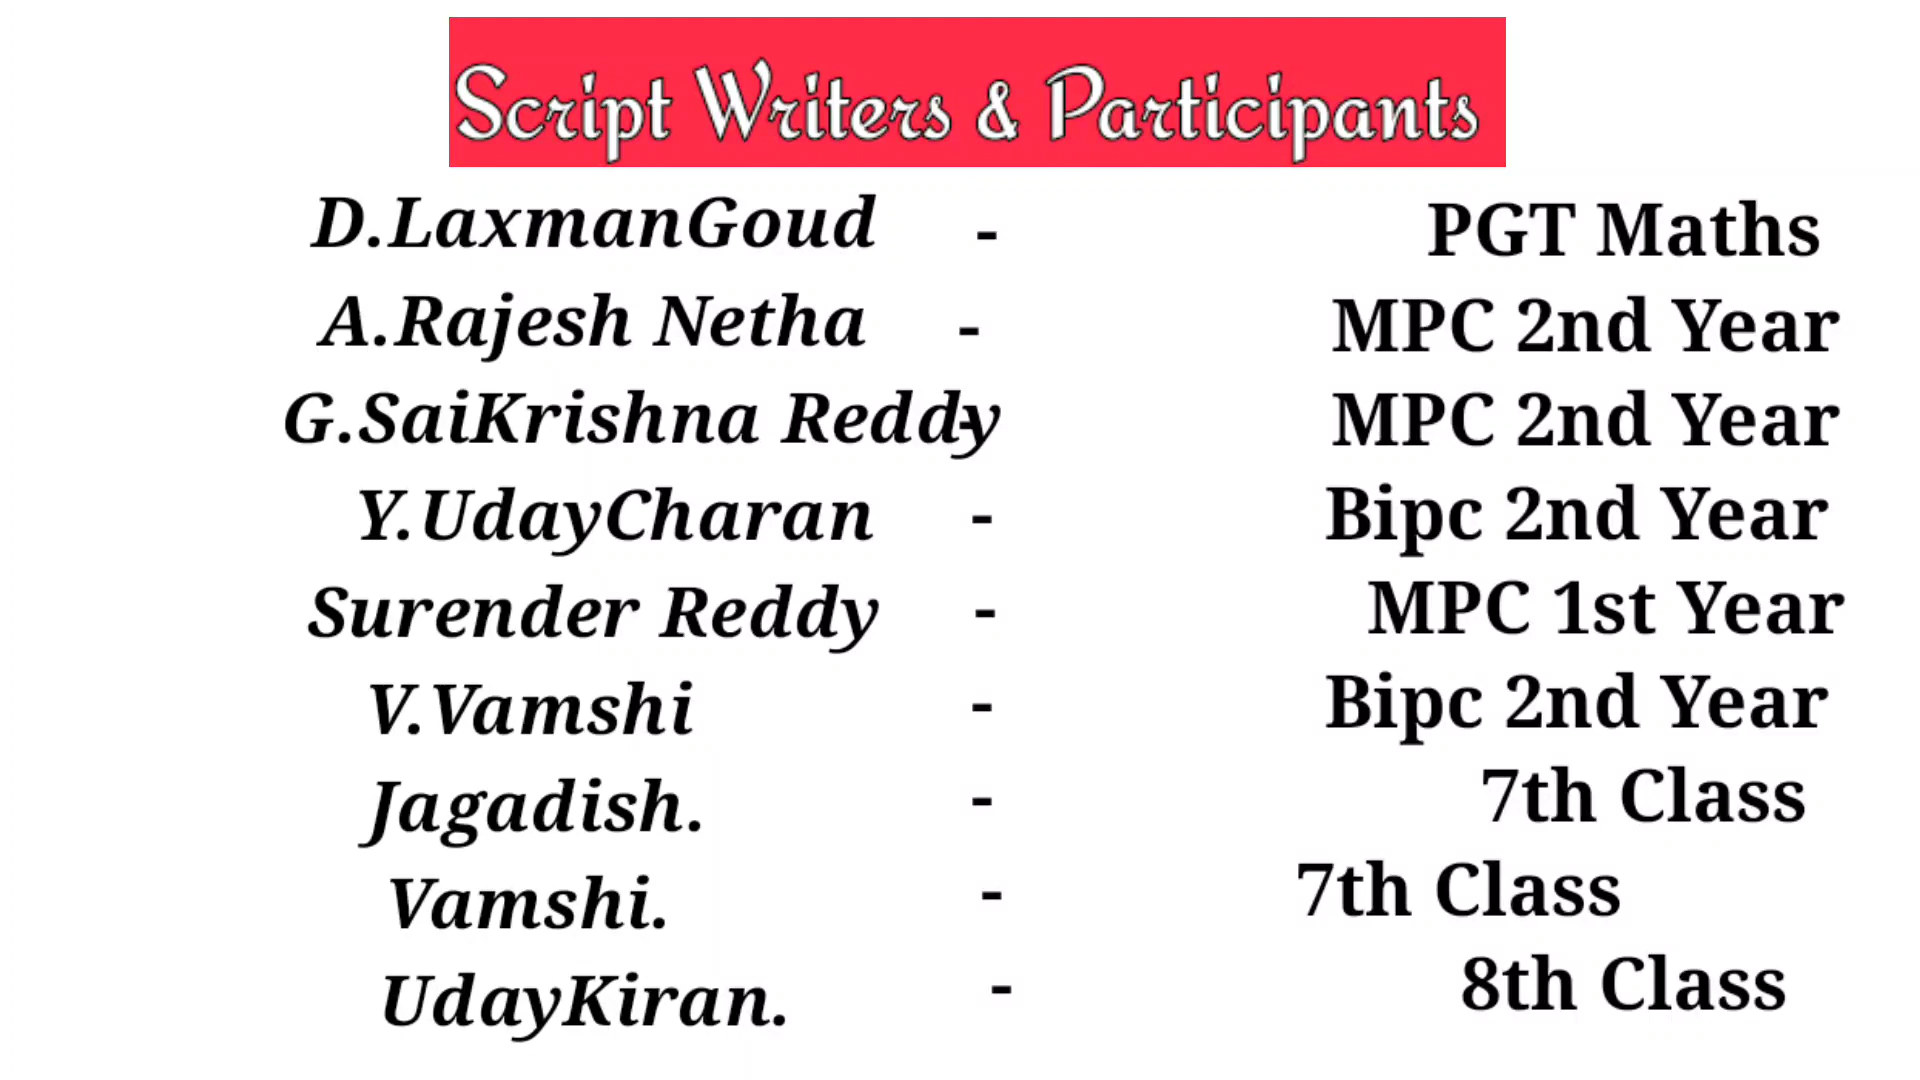 Script Writers & Participants
D.LaxmanGoud - PGT Maths
A.Rajesh Netha - MPC 2nd Year
G.SaiKrishna Reddy - MPC 2nd Year
Y.UdayCharan - Bipc 2nd Year
Surender Reddy - MPC 1st Year
V.Vamshi - Bipc 2nd Year
Jagadish. - 7th Class
Vamshi. - 7th Class
UdayKiran. - 8th Class